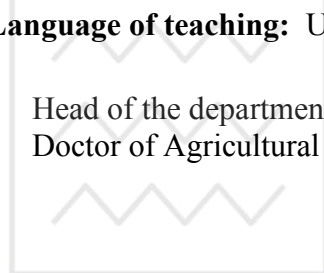 Language of teaching: U
Head of the departmen
Doctor of Agricultural